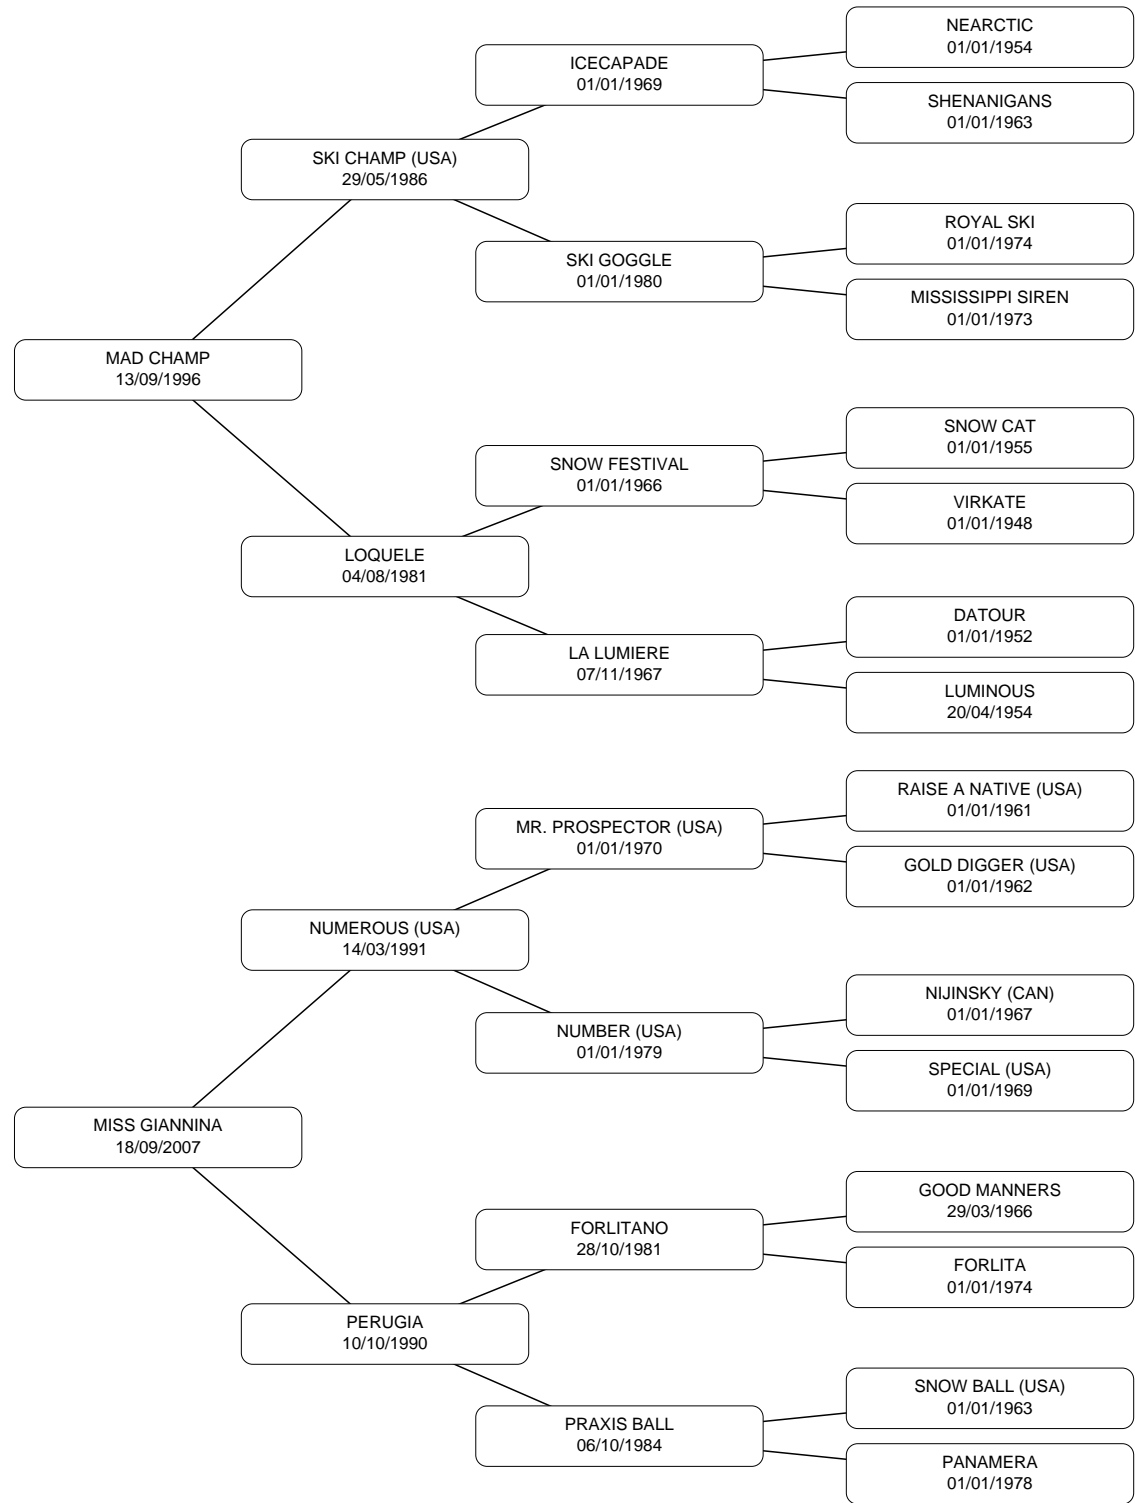 NEARCTIC
01/01/1954
ICECAPADE
01/01/1969
SHENANIGANS
01/01/1963
SKI CHAMP (USA)
29/05/1986
ROYAL SKI
01/01/1974
SKI GOGGLE
01/01/1980
MISSISSIPPI SIREN
01/01/1973
MAD CHAMP
13/09/1996
SNOW CAT
01/01/1955
SNOW FESTIVAL
01/01/1966
VIRKATE
01/01/1948
LOQUELE
04/08/1981
DATOUR
01/01/1952
LA LUMIERE
07/11/1967
LUMINOUS
20/04/1954
RAISE A NATIVE (USA)
01/01/1961
MR. PROSPECTOR (USA)
01/01/1970
GOLD DIGGER (USA)
01/01/1962
NUMEROUS (USA)
14/03/1991
NIJINSKY (CAN)
01/01/1967
NUMBER (USA)
01/01/1979
SPECIAL (USA)
01/01/1969
MISS GIANNINA
18/09/2007
GOOD MANNERS
29/03/1966
FORLITANO
28/10/1981
FORLITA
01/01/1974
PERUGIA
10/10/1990
SNOW BALL (USA)
01/01/1963
PRAXIS BALL
06/10/1984
PANAMERA
01/01/1978